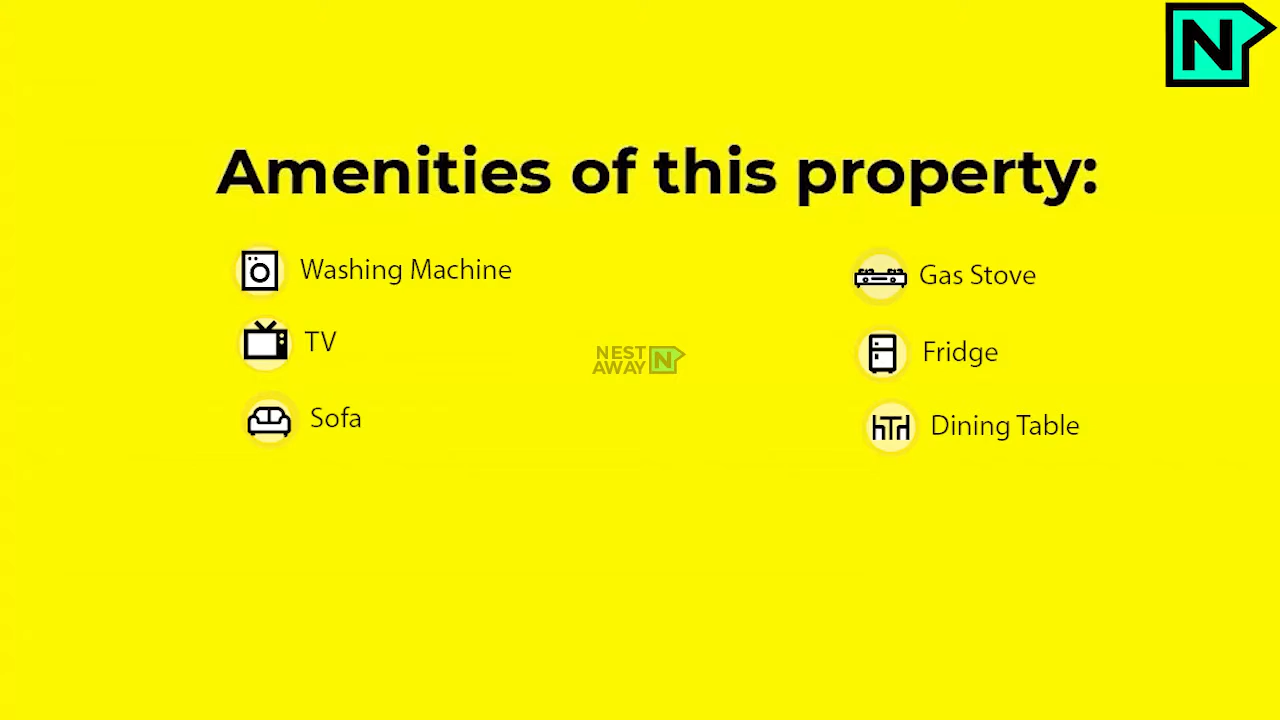 N
Amenities of this property:
Washing Machine
Gas Stove
TV
Fridge
NEST
AWAY N
Sofa
Dining Table